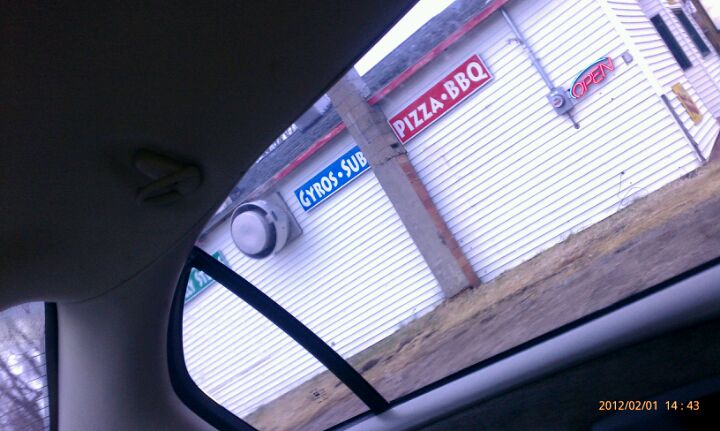 PIZZA • BBQ
OPEN
GYROS • SUB
2012/02/01 14:43